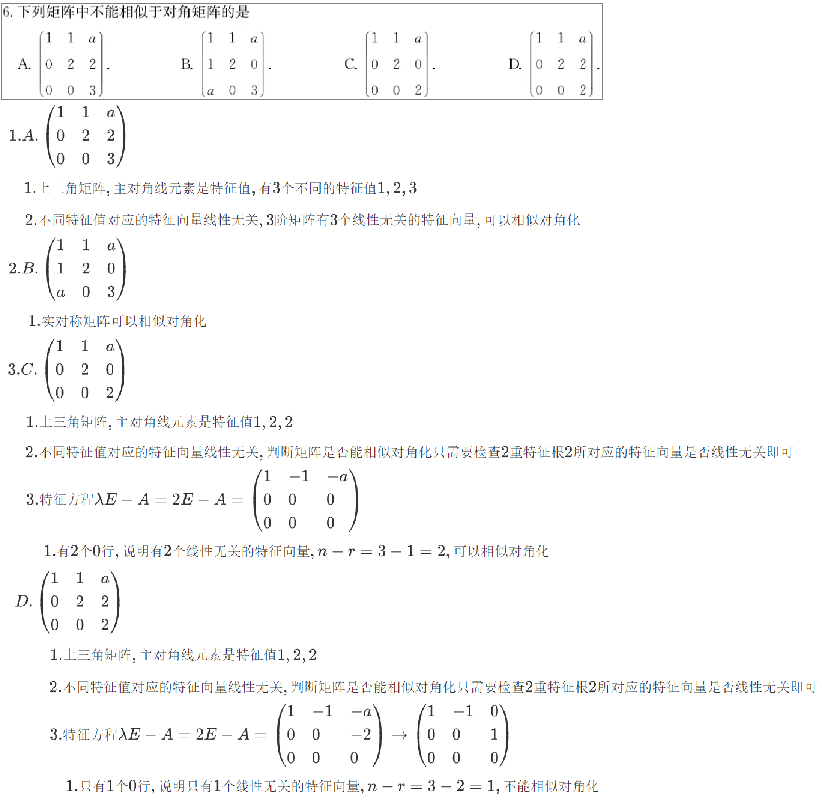 6. 下列矩阵中不能相似于对角矩阵的是
A. \begin{pmatrix} 1 & 1 & a \\ 0 & 2 & 2 \\ 0 & 0 & 3 \end{pmatrix}. B. \begin{pmatrix} 1 & 1 & a \\ 1 & 2 & 0 \\ a & 0 & 3 \end{pmatrix}. C. \begin{pmatrix} 1 & 1 & a \\ 0 & 2 & 0 \\ 0 & 0 & 2 \end{pmatrix}. D. \begin{pmatrix} 1 & 1 & a \\ 0 & 2 & 2 \\ 0 & 0 & 2 \end{pmatrix}.
1.A. \begin{pmatrix} 1 & 1 & a \\ 0 & 2 & 2 \\ 0 & 0 & 3 \end{pmatrix}
1.上三角矩阵,主对角线元素是特征值,有3个不同的特征值1,2,3
2.不同特征值对应的特征向量线性无关,3阶矩阵有3个线性无关的特征向量,可以相似对角化
2.B. \begin{pmatrix} 1 & 1 & a \\ 1 & 2 & 0 \\ a & 0 & 3 \end{pmatrix}
1.实对称矩阵可以相似对角化
3.C. \begin{pmatrix} 1 & 1 & a \\ 0 & 2 & 0 \\ 0 & 0 & 2 \end{pmatrix}
1.上三角矩阵,主对角线元素是特征值1,2,2
2.不同特征值对应的特征向量线性无关,判断矩阵是否能相似对角化只需要检查2重特征根2所对应的特征向量是否线性无关即可
3.特征方程λE − A = 2E − A = \begin{pmatrix} 1 & −1 & −a \\ 0 & 0 & 0 \\ 0 & 0 & 0 \end{pmatrix}
1.有2个0行,说明有2个线性无关的特征向量,n − r = 3 − 1 = 2,可以相似对角化
D. \begin{pmatrix} 1 & 1 & a \\ 0 & 2 & 2 \\ 0 & 0 & 2 \end{pmatrix}
1.上三角矩阵,主对角线元素是特征值1,2,2
2.不同特征值对应的特征向量线性无关,判断矩阵是否能相似对角化只需要检查2重特征根2所对应的特征向量是否线性无关即可
3.特征方程λE − A = 2E − A = \begin{pmatrix} 1 & −1 & −a \\ 0 & 0 & −2 \\ 0 & 0 & 0 \end{pmatrix} → \begin{pmatrix} 1 & −1 & 0 \\ 0 & 0 & 1 \\ 0 & 0 & 0 \end{pmatrix}
1.只有1个0行,说明只有1个线性无关的特征向量,n − r = 3 − 2 = 1,不能相似对角化